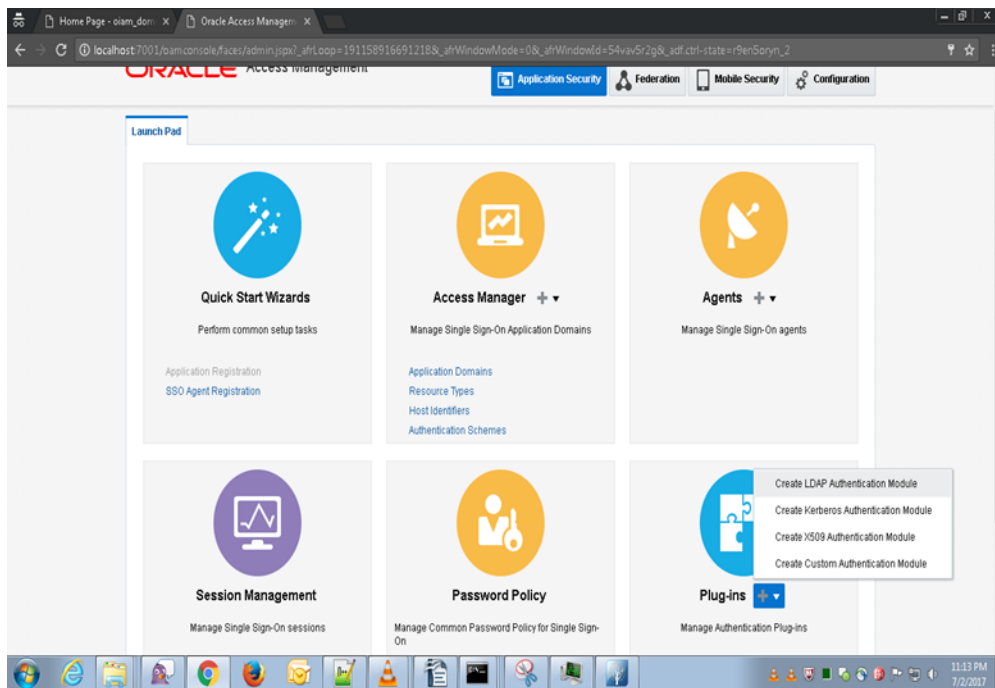 Home Page - oiam_dom
Oracle Access Managem
localhost:7001/oamconsole/faces/admin.jspx?_afrLoop=19115891669121&_afrWindowMode=0&_afrWindowId=54vav5r2g&_adf.ctrl-state=r9en5oryn_2
ORACLE Access Management
Application Security
Federation
Mobile Security
Configuration
Launch Pad
Quick Start Wizards
Perform common setup tasks
Application Registration
SSO Agent Registration
Access Manager
Manage Single Sign-On Application Domains
Application Domains
Resource Types
Host Identifiers
Authentication Schemes
Agents
Manage Single Sign-On agents
Session Management
Manage Single Sign-On sessions
Password Policy
Manage Common Password Policy for Single Sign-
On
Create LDAP Authentication Module
Create Kerberos Authentication Module
Create X509 Authentication Module
Create Custom Authentication Module
Plug-ins
Manage Authentication Plug-ins
11:13 PM
7/2/2017